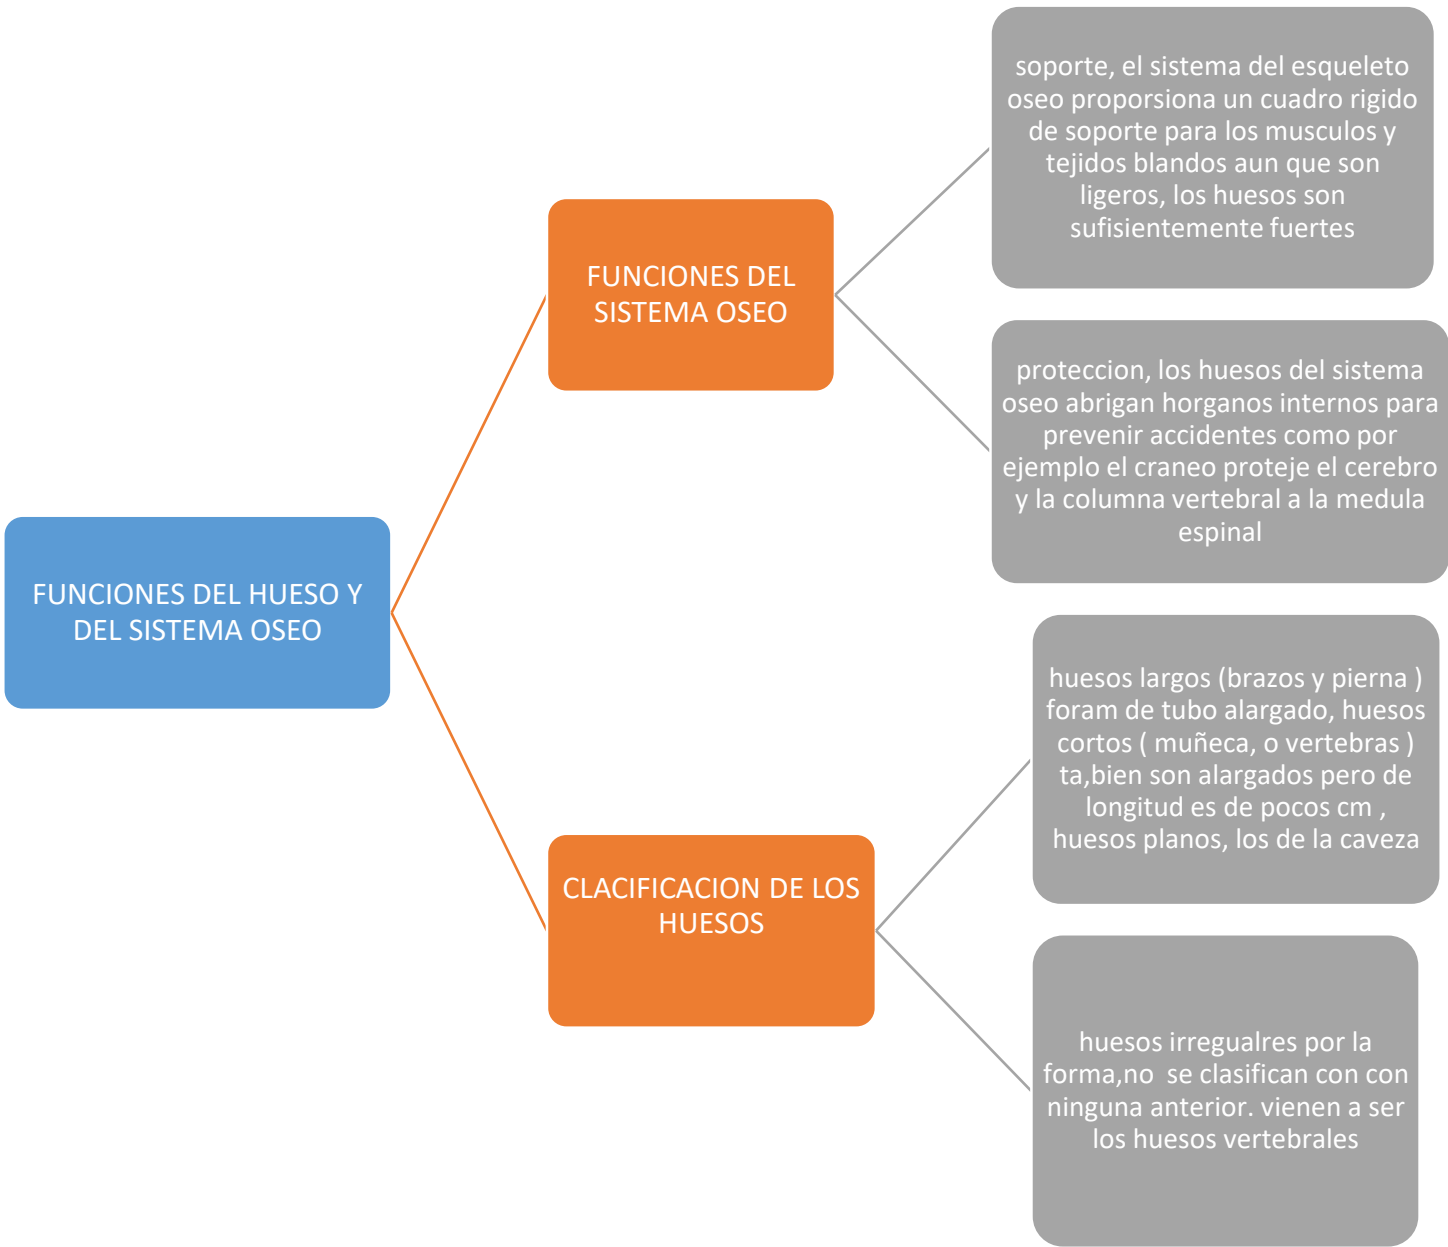 FUNCIONES DEL HUESO Y
DEL SISTEMA OSEO
FUNCIONES DEL
SISTEMA OSEO
soporte, el sistema del esqueleto
oseo proporsiona un cuadro rigido
de soporte para los musculos y
tejidos blandos aun que son
ligeros, los huesos son
sufisientemente fuertes
proteccion, los huesos del sistema
oseo abrigan horganos internos para
prevenir accidentes como por
ejemplo el craneo proteje el cerebro
y la columna vertebral a la medula
espinal
CLACIFICACION DE LOS
HUESOS
huesos largos (brazos y pierna )
foram de tubo alargado, huesos
cortos ( muñeca, o vertebras )
ta,bien son alargados pero de
longitud es de pocos cm ,
huesos planos, los de la caveza
huesos irregualres por la
forma,no  se clasifican con con
ninguna anterior. vienen a ser
los huesos vertebrales